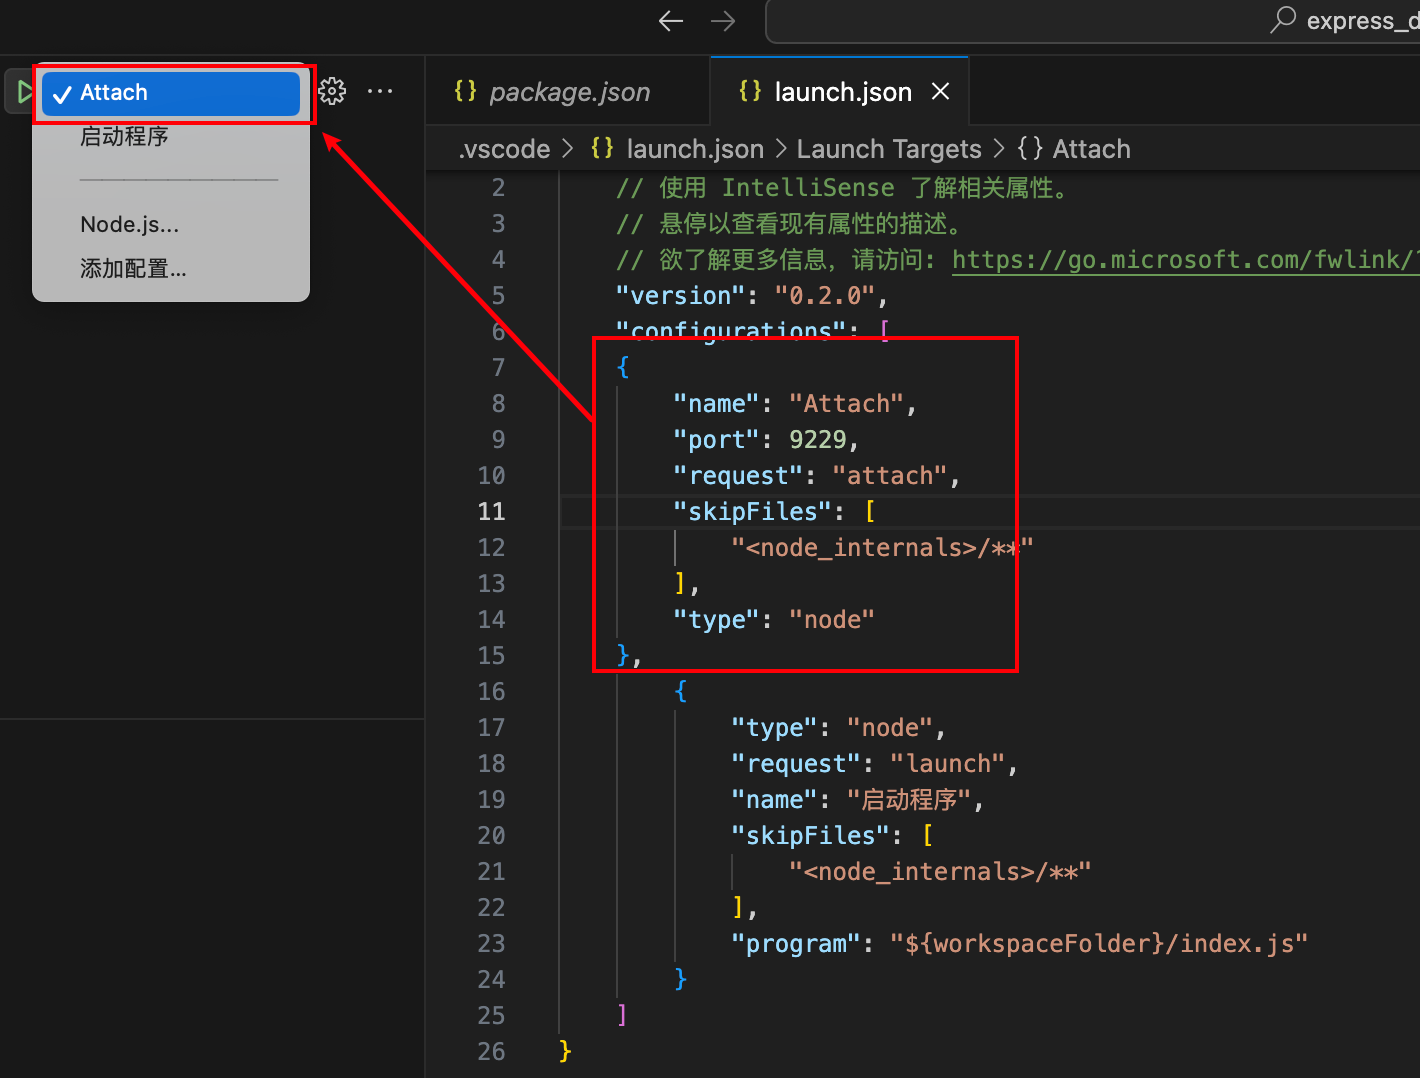 express_d
Attach
启动程序
Node.js...
添加配置...
package.json
launch.json
.vscode > {} launch.json > Launch Targets > {} Attach
2 // 使用 IntelliSense 了解相关属性。
3 // 悬停以查看现有属性的描述。
4 // 欲了解更多信息，请访问: https://go.microsoft.com/fwlink/?
5 "version": "0.2.0",
6 "configurations": [
7 {
8 "name": "Attach",
9 "port": 9229,
10 "request": "attach",
11 "skipFiles": [
12 "<node_internals>/**"
13 ],
14 "type": "node"
15 },
16 {
17 "type": "node",
18 "request": "launch",
19 "name": "启动程序",
20 "skipFiles": [
21 "<node_internals>/**"
22 ],
23 "program": "${workspaceFolder}/index.js"
24 }
25 ]
26 }